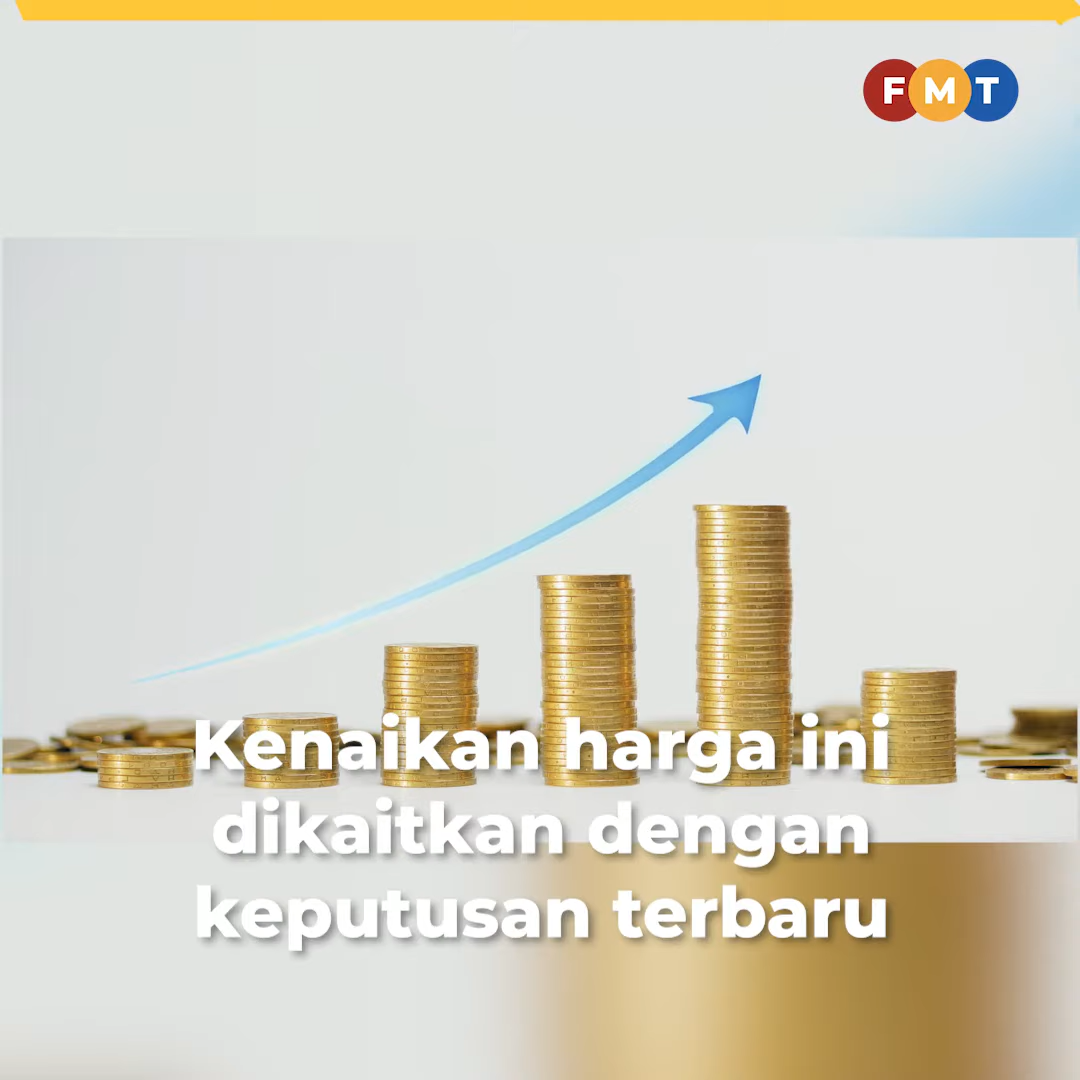 FMT
Kenaikan harga ini
dikaitkan dengan
keputusan terbaru